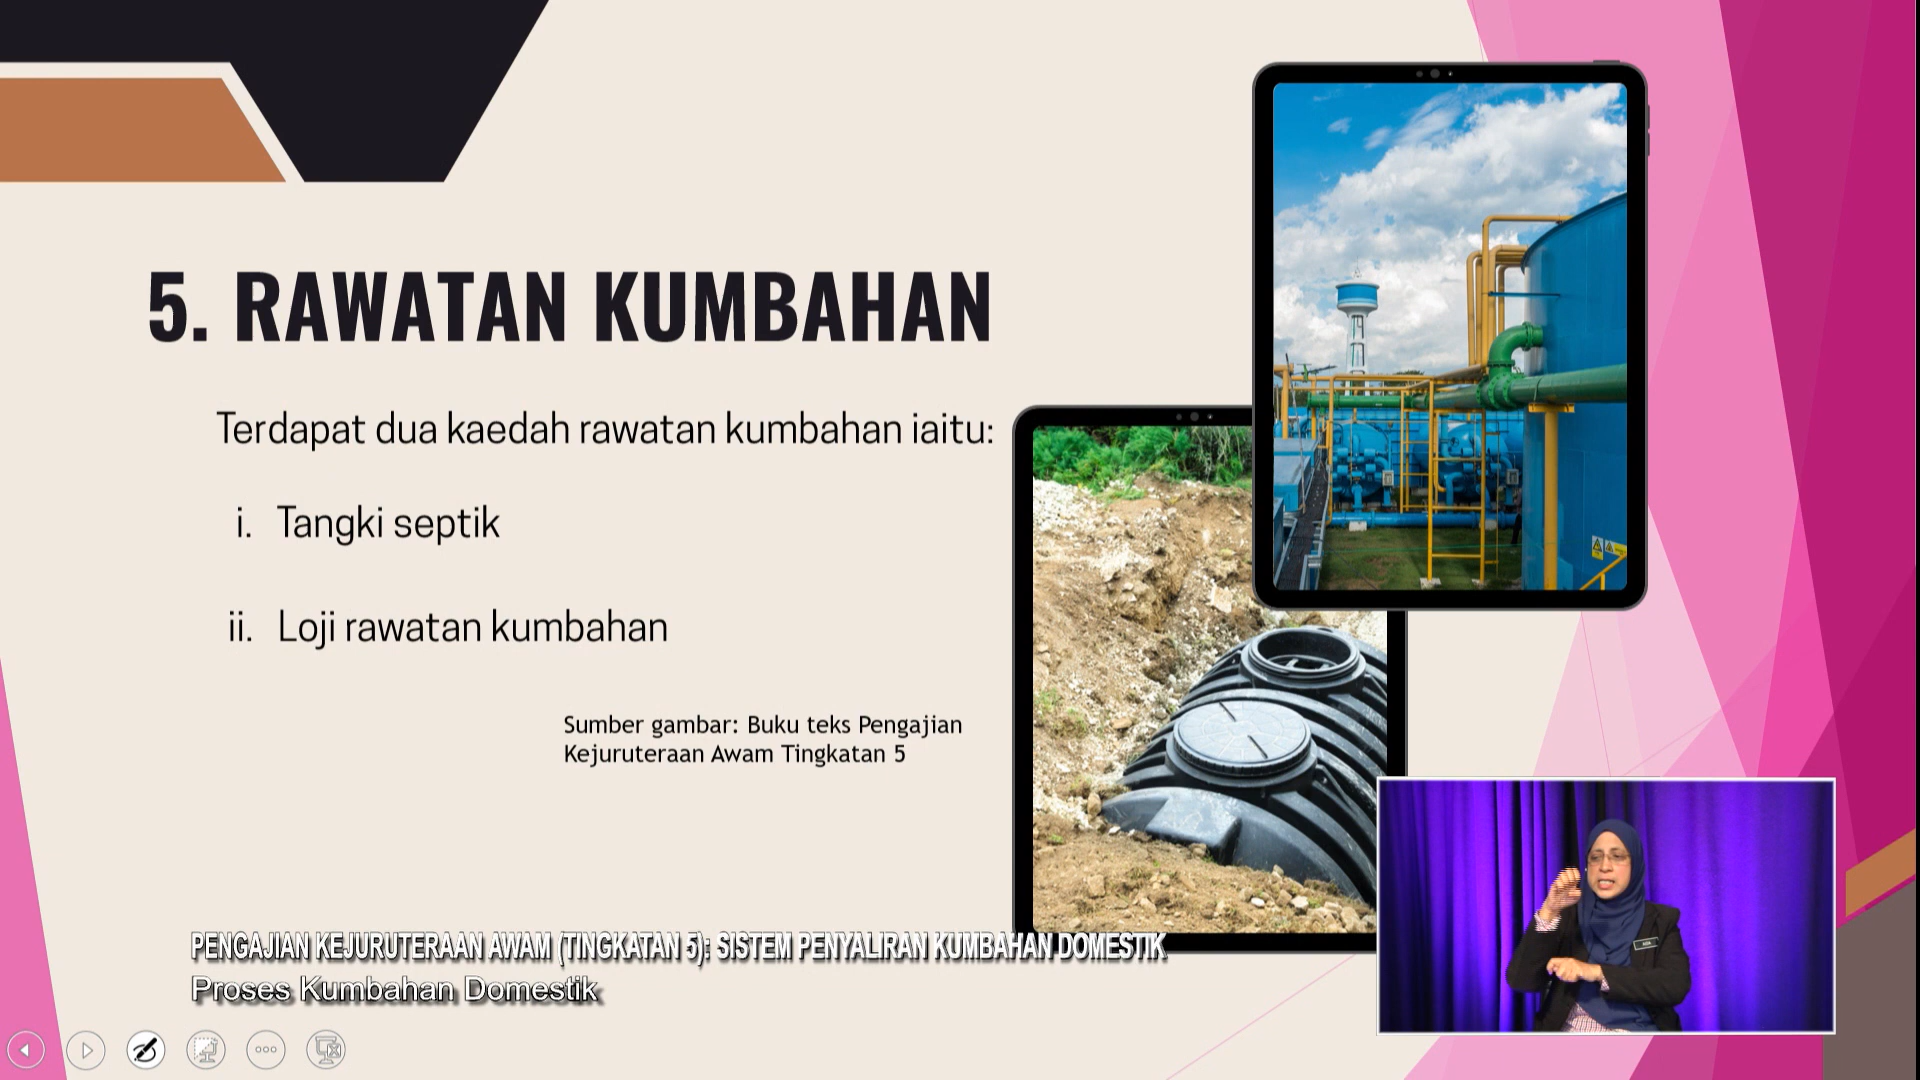 5. RAWATAN KUMBAHAN
Terdapat dua kaedah rawatan kumbahan iaitu:
i. Tangki septik
ii. Loji rawatan kumbahan
Sumber gambar: Buku teks Pengajian
Kejuruteraan Awam Tingkatan 5
PENGAJIAN KEJURUTERAAN AWAM (TINGKATAN 5): SISTEM PENYALIRAN KUMBAHAN DOMESTIK
Proses Kumbahan Domestik